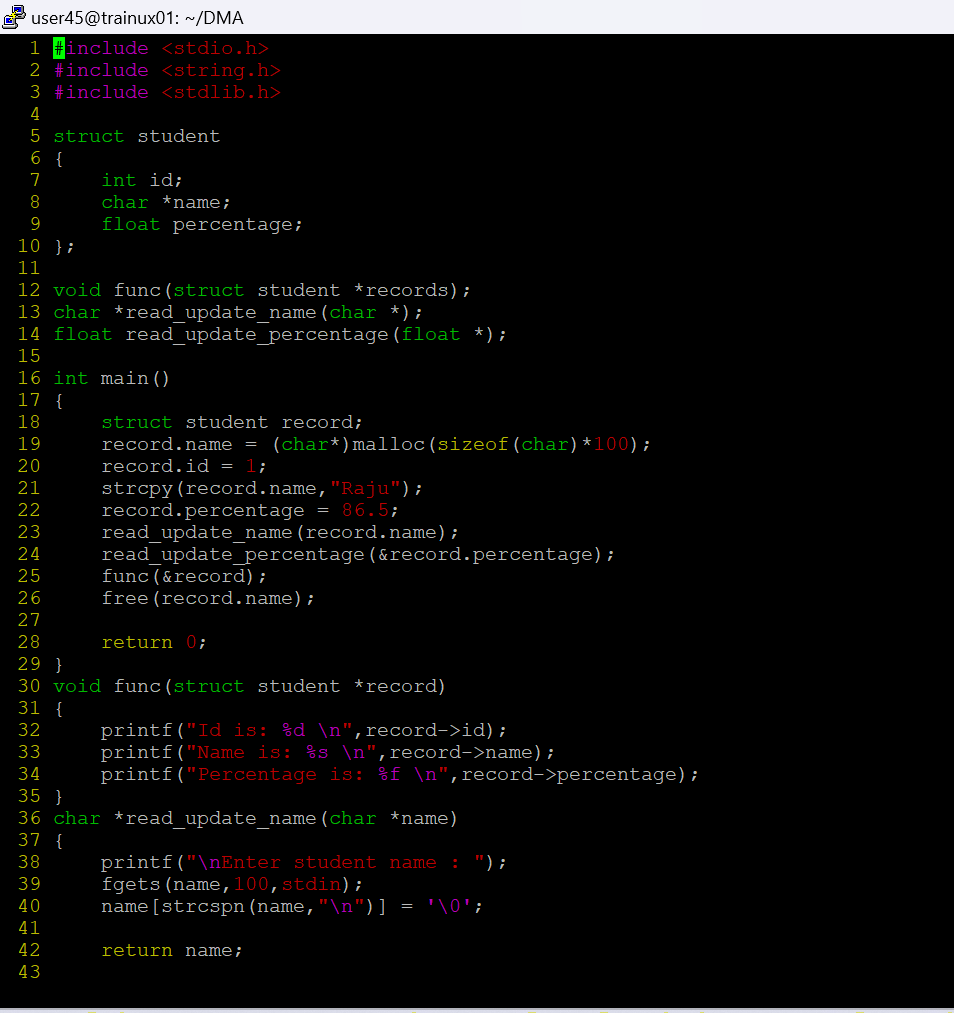 user45@trainux01: ~/DMA
1 #include <stdio.h>
2 #include <string.h>
3 #include <stdlib.h>
4
5 struct student
6 {
7     int id;
8     char *name;
9     float percentage;
10 };
11
12 void func(struct student *records);
13 char *read_update_name(char *);
14 float read_update_percentage(float *);
15
16 int main()
17 {
18     struct student record;
19     record.name = (char*)malloc(sizeof(char)*100);
20     record.id = 1;
21     strcpy(record.name,"Raju");
22     record.percentage = 86.5;
23     read_update_name(record.name);
24     read_update_percentage(&record.percentage);
25     func(&record);
26     free(record.name);
27
28     return 0;
29 }
30 void func(struct student *record)
31 {
32     printf("Id is: %d \n",record->id);
33     printf("Name is: %s \n",record->name);
34     printf("Percentage is: %f \n",record->percentage);
35 }
36 char *read_update_name(char *name)
37 {
38     printf("\nEnter student name : ");
39     fgets(name,100,stdin);
40     name[strcspn(name,"\n")] = '\0';
41
42     return name;
43